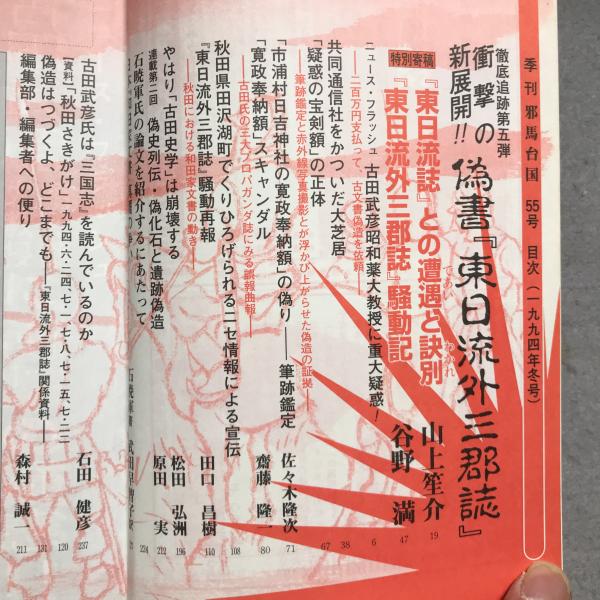 季刊邪馬台国 55号 目次(一九九四年冬号)
徹底追跡第五弾
衝撃の
新展開!!
偽書『東日流外三郡誌』
特別寄稿
『東日流誌』との遭遇と訣別
であい
わかれ
山上笙介
19
『東日流外三郡誌』騒動記
谷野 満
47
ニュース・フラッシュ 古田武彦昭和薬大教授に重大疑惑!
6
―二百万円支払って、古文書偽造を依頼―
共同通信社をかついだ大芝居
38
「疑惑の宝剣額」の正体
67
―筆跡鑑定と赤外線写真撮影とが浮かび上がらせた偽造の証拠―
「市浦村日吉神社の寛政奉納額」の偽り――筆跡鑑定
佐々木隆次
71
「寛政奉納額」スキャンダル
齋藤 隆一
80
―古田氏の三大プロパガンダ誌にみる誤報曲報―
秋田県田沢湖町でくりひろげられるニセ情報による宣伝
108
『東日流外三郡誌』騒動再報
田口 昌樹
110
―秋田における和田家文書の動き―
やはり「古田史学」は崩壊する
松田 弘洲
196
連載第二回 偽史列伝・偽化石と遺跡偽造
原田 実
212
石暁軍氏の論文を紹介するにあたって
224
古田武彦氏は『三国志』を読んでいるのか
石田 健彦
237
[資料]「秋田さきがけ」(一九九四・六・二四、七・一・七・八、七・一五、七・二二)
120
偽造はつづくよ、どこまでも―『東日流外三郡誌』関係資料―
131
編集部・編集者への便り
森村 誠一
211